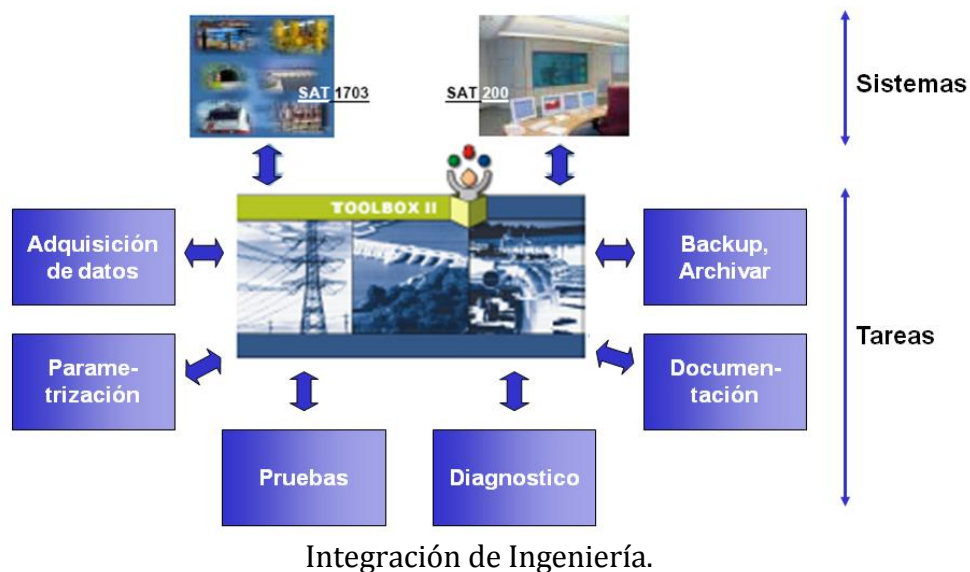 SAT 1703
SAT 200
Sistemas
TOOLBOX II
Adquisición
de datos
Backup,
Archivar
Tareas
Parame-
trización
Documen-
tación
Pruebas
Diagnostico
Integración de Ingeniería.